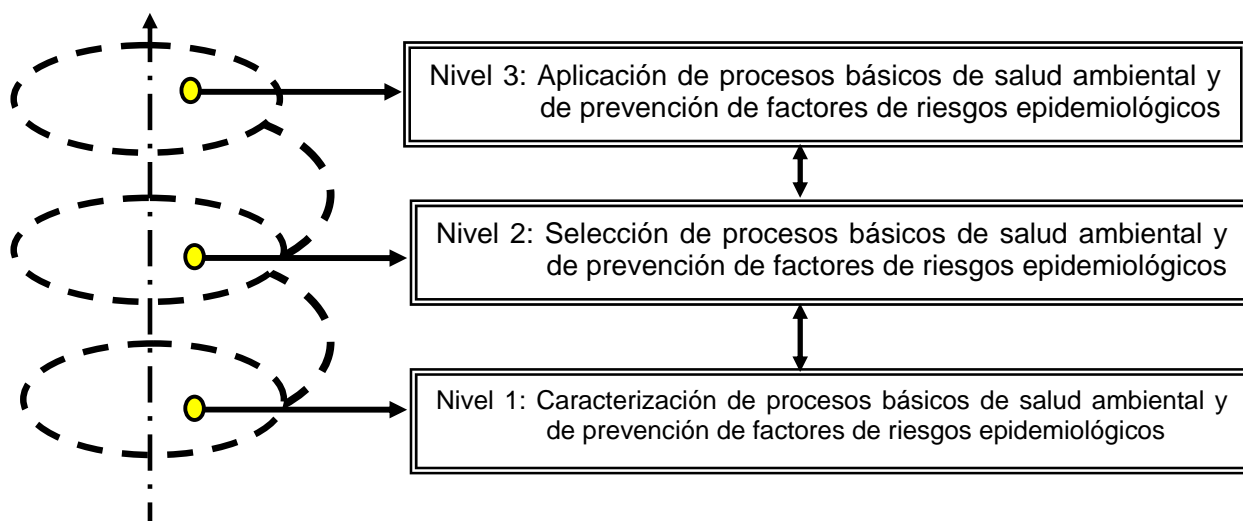 Nivel 3: Aplicación de procesos básicos de salud ambiental y
de prevención de factores de riesgos epidemiológicos
Nivel 2: Selección de procesos básicos de salud ambiental y
de prevención de factores de riesgos epidemiológicos
Nivel 1: Caracterización de procesos básicos de salud ambiental y
de prevención de factores de riesgos epidemiológicos